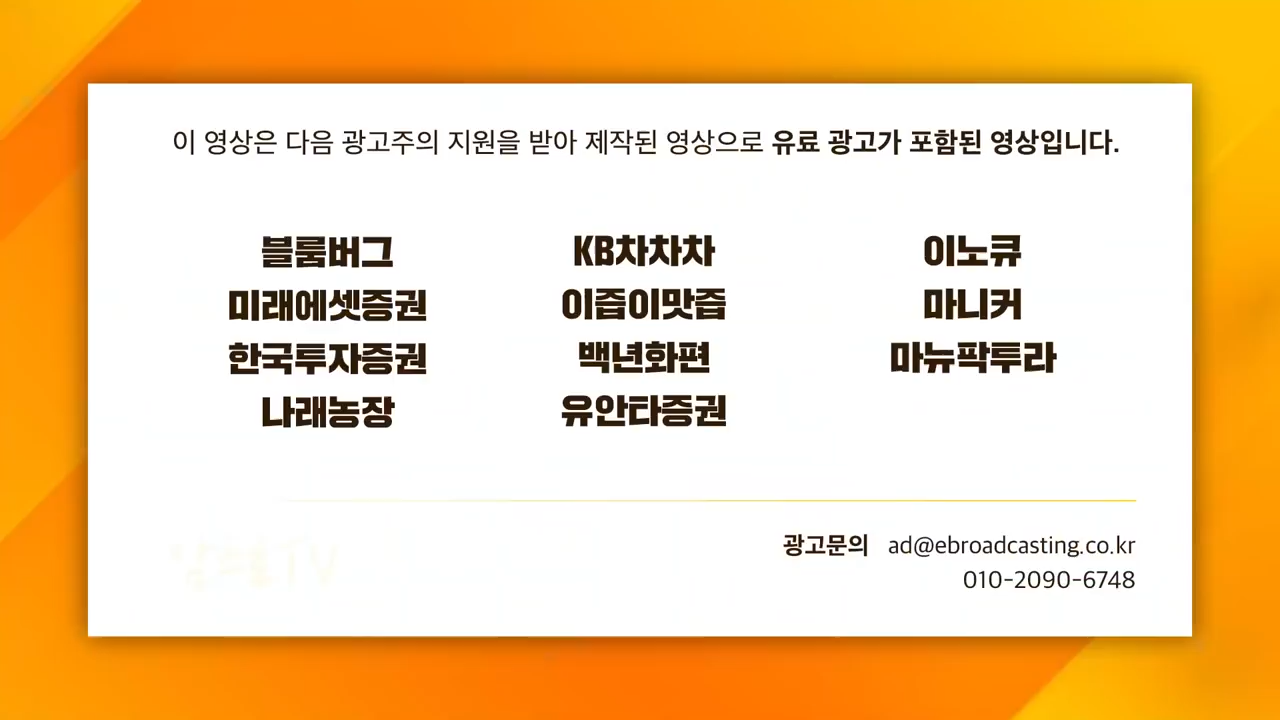 이 영상은 다음 광고주의 지원을 받아 제작된 영상으로 유료 광고가 포함된 영상입니다.
블룸버그 KB차차차 이노큐
미래에셋증권 이즙이맛즙 마니커
한국투자증권 백년화편 마뉴팍투라
나래농장 유안타증권
광고문의 ad@ebroadcasting.co.kr
010-2090-6748